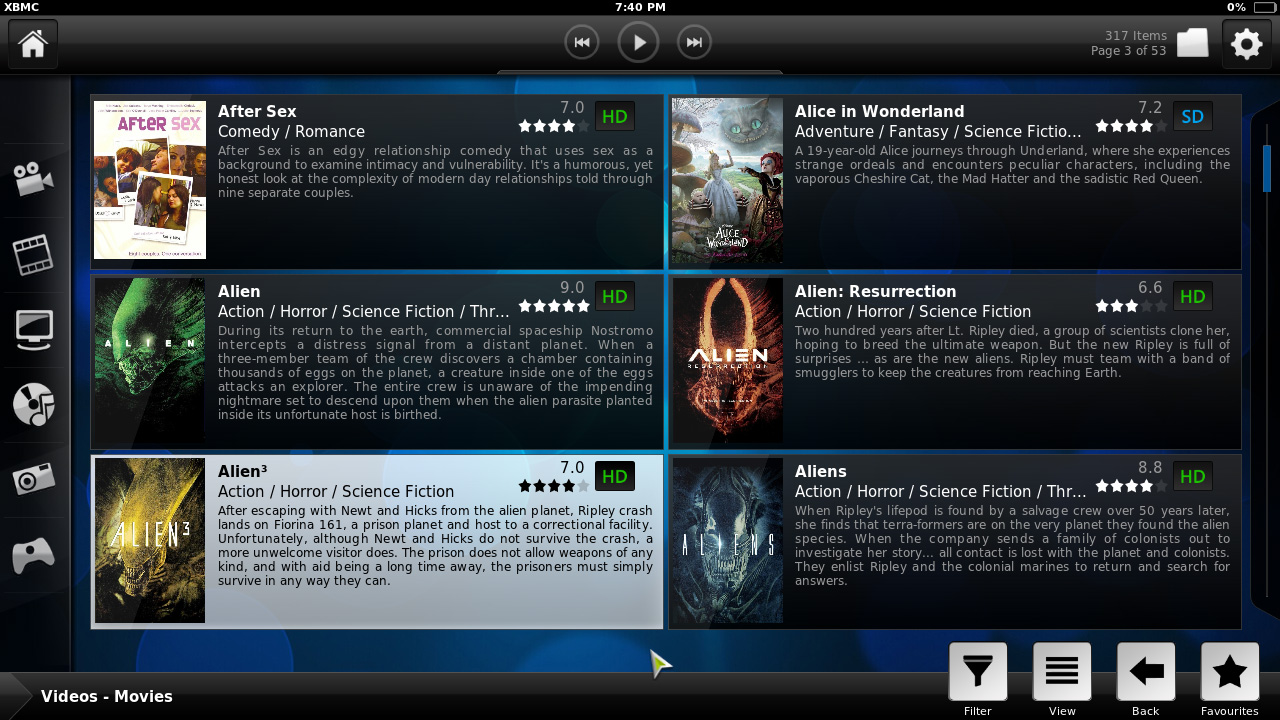 XBMC
7:40 PM
0%
317 Items
Page 3 of 53
AFTER SEX
After Sex
7.0
HD
Comedy / Romance
After Sex is an edgy relationship comedy that uses sex as a
background to examine intimacy and vulnerability. It's a humorous, yet
honest look at the complexity of modern day relationships told through
nine separate couples.
Eight couples. One conversation.
ALICE IN WONDERLAND
Alice in Wonderland
7.2
SD
Adventure / Fantasy / Science Fictio...
A 19-year-old Alice journeys through Underland, where she experiences
strange ordeals and encounters peculiar characters, including the
vaporous Cheshire Cat, the Mad Hatter and the sadistic Red Queen.
ALIEN
Alien
9.0
HD
Action / Horror / Science Fiction / Thr...
During its return to the earth, commercial spaceship Nostromo
intercepts a distress signal from a distant planet. When a
three-member team of the crew discovers a chamber containing
thousands of eggs on the planet, a creature inside one of the eggs
attacks an explorer. The entire crew is unaware of the impending
nightmare set to descend upon them when the alien parasite planted
inside its unfortunate host is birthed.
ALIEN
RESURRECTION
Alien: Resurrection
6.6
HD
Action / Horror / Science Fiction
Two hundred years after Lt. Ripley died, a group of scientists clone her,
hoping to breed the ultimate weapon. But the new Ripley is full of
surprises … as are the new aliens. Ripley must team with a band of
smugglers to keep the creatures from reaching Earth.
ALIEN³
Alien³
7.0
HD
Action / Horror / Science Fiction
After escaping with Newt and Hicks from the alien planet, Ripley crash
lands on Fiorina 161, a prison planet and host to a correctional facility.
Unfortunately, although Newt and Hicks do not survive the crash, a
more unwelcome visitor does. The prison does not allow weapons of any
kind, and with aid being a long time away, the prisoners must simply
survive in any way they can.
ALIENS
Aliens
8.8
HD
Action / Horror / Science Fiction / Thr...
When Ripley's lifepod is found by a salvage crew over 50 years later,
she finds that terra-formers are on the very planet they found the alien
species. When the company sends a family of colonists out to
investigate her story... all contact is lost with the planet and colonists.
They enlist Ripley and the colonial marines to return and search for
answers.
Videos - Movies
Filter
View
Back
Favourites